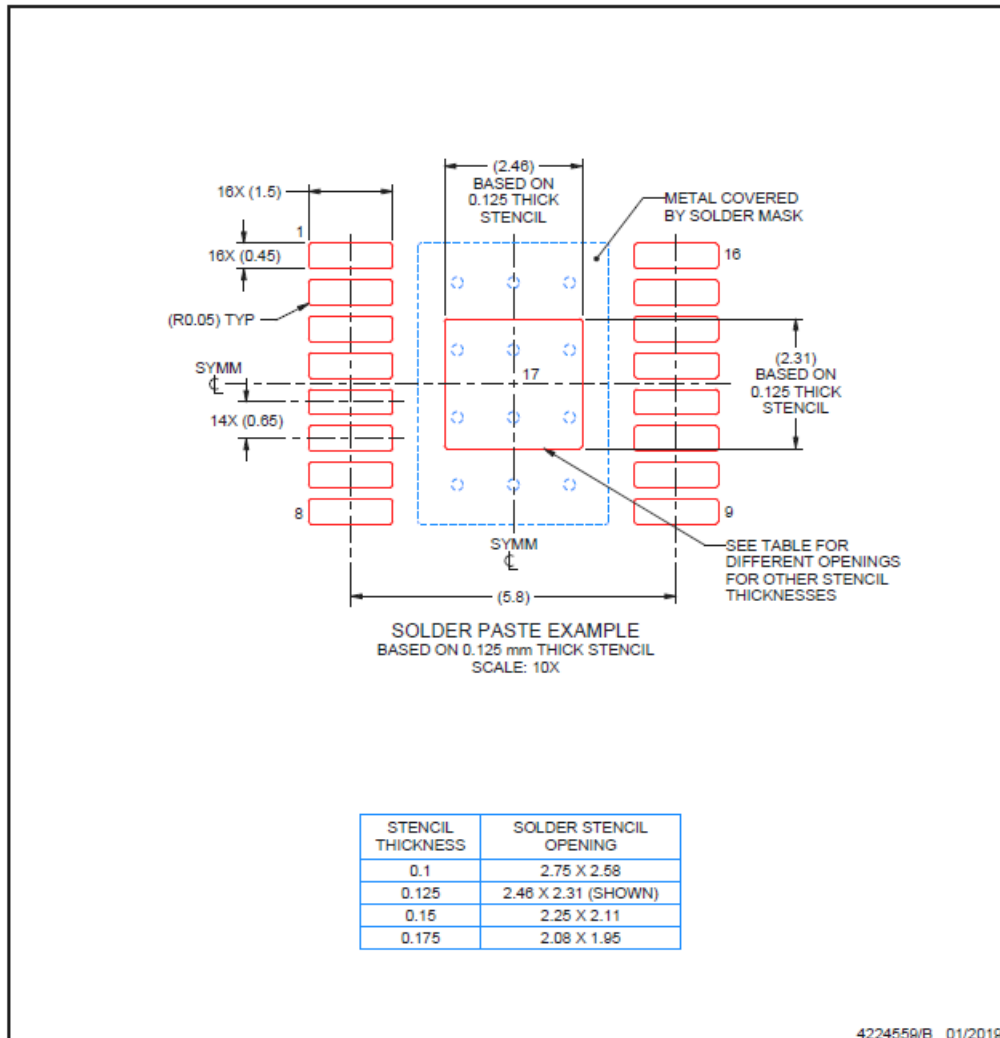 (2.46)
BASED ON
0.125 THICK
STENCIL
16X (1.5)
METAL COVERED
BY SOLDER MASK
1
16
16X (0.45)
(R0.05) TYP
SYMM
℄
17
(2.31)
BASED ON
0.125 THICK
STENCIL
14X (0.65)
8
9
SYMM
℄
SEE TABLE FOR
DIFFERENT OPENINGS
FOR OTHER STENCIL
THICKNESSES
(5.8)
SOLDER PASTE EXAMPLE
BASED ON 0.125 mm THICK STENCIL
SCALE: 10X
STENCIL THICKNESS
SOLDER STENCIL OPENING
0.1 2.75 X 2.58
0.125 2.46 X 2.31 (SHOWN)
0.15 2.25 X 2.11
0.175 2.08 X 1.95
4224559/B 01/2019